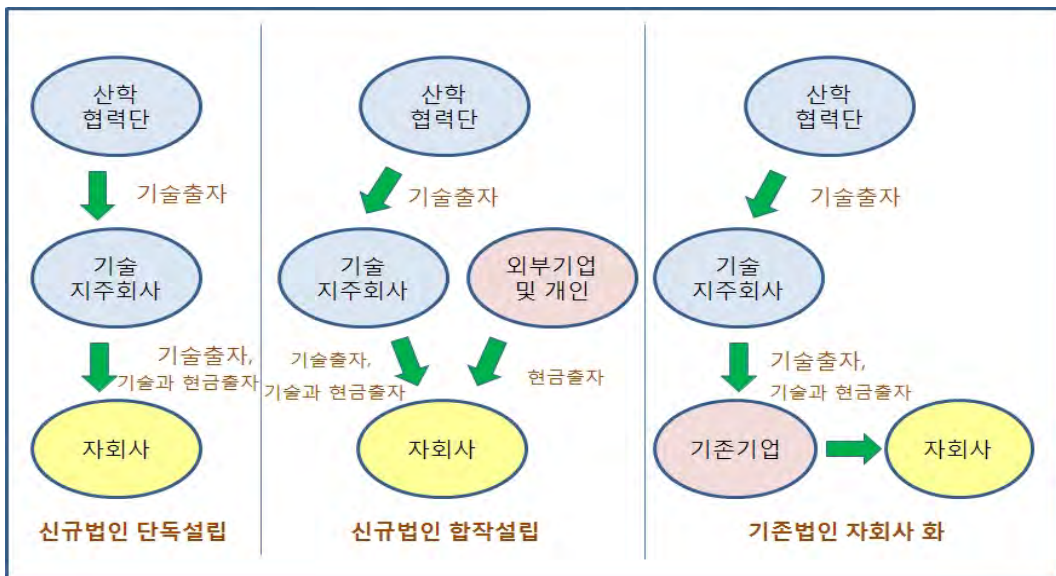 산학
협력단
기술출자
기술
지주회사
기술출자,
기술과 현금출자
자회사
신규법인 단독설립
산학
협력단
기술출자
기술
지주회사
외부기업
및 개인
기술출자,
기술과 현금출자
현금출자
자회사
신규법인 합작설립
산학
협력단
기술출자
기술
지주회사
기술출자,
기술과 현금출자
기존기업
자회사
기존법인 자회사 화